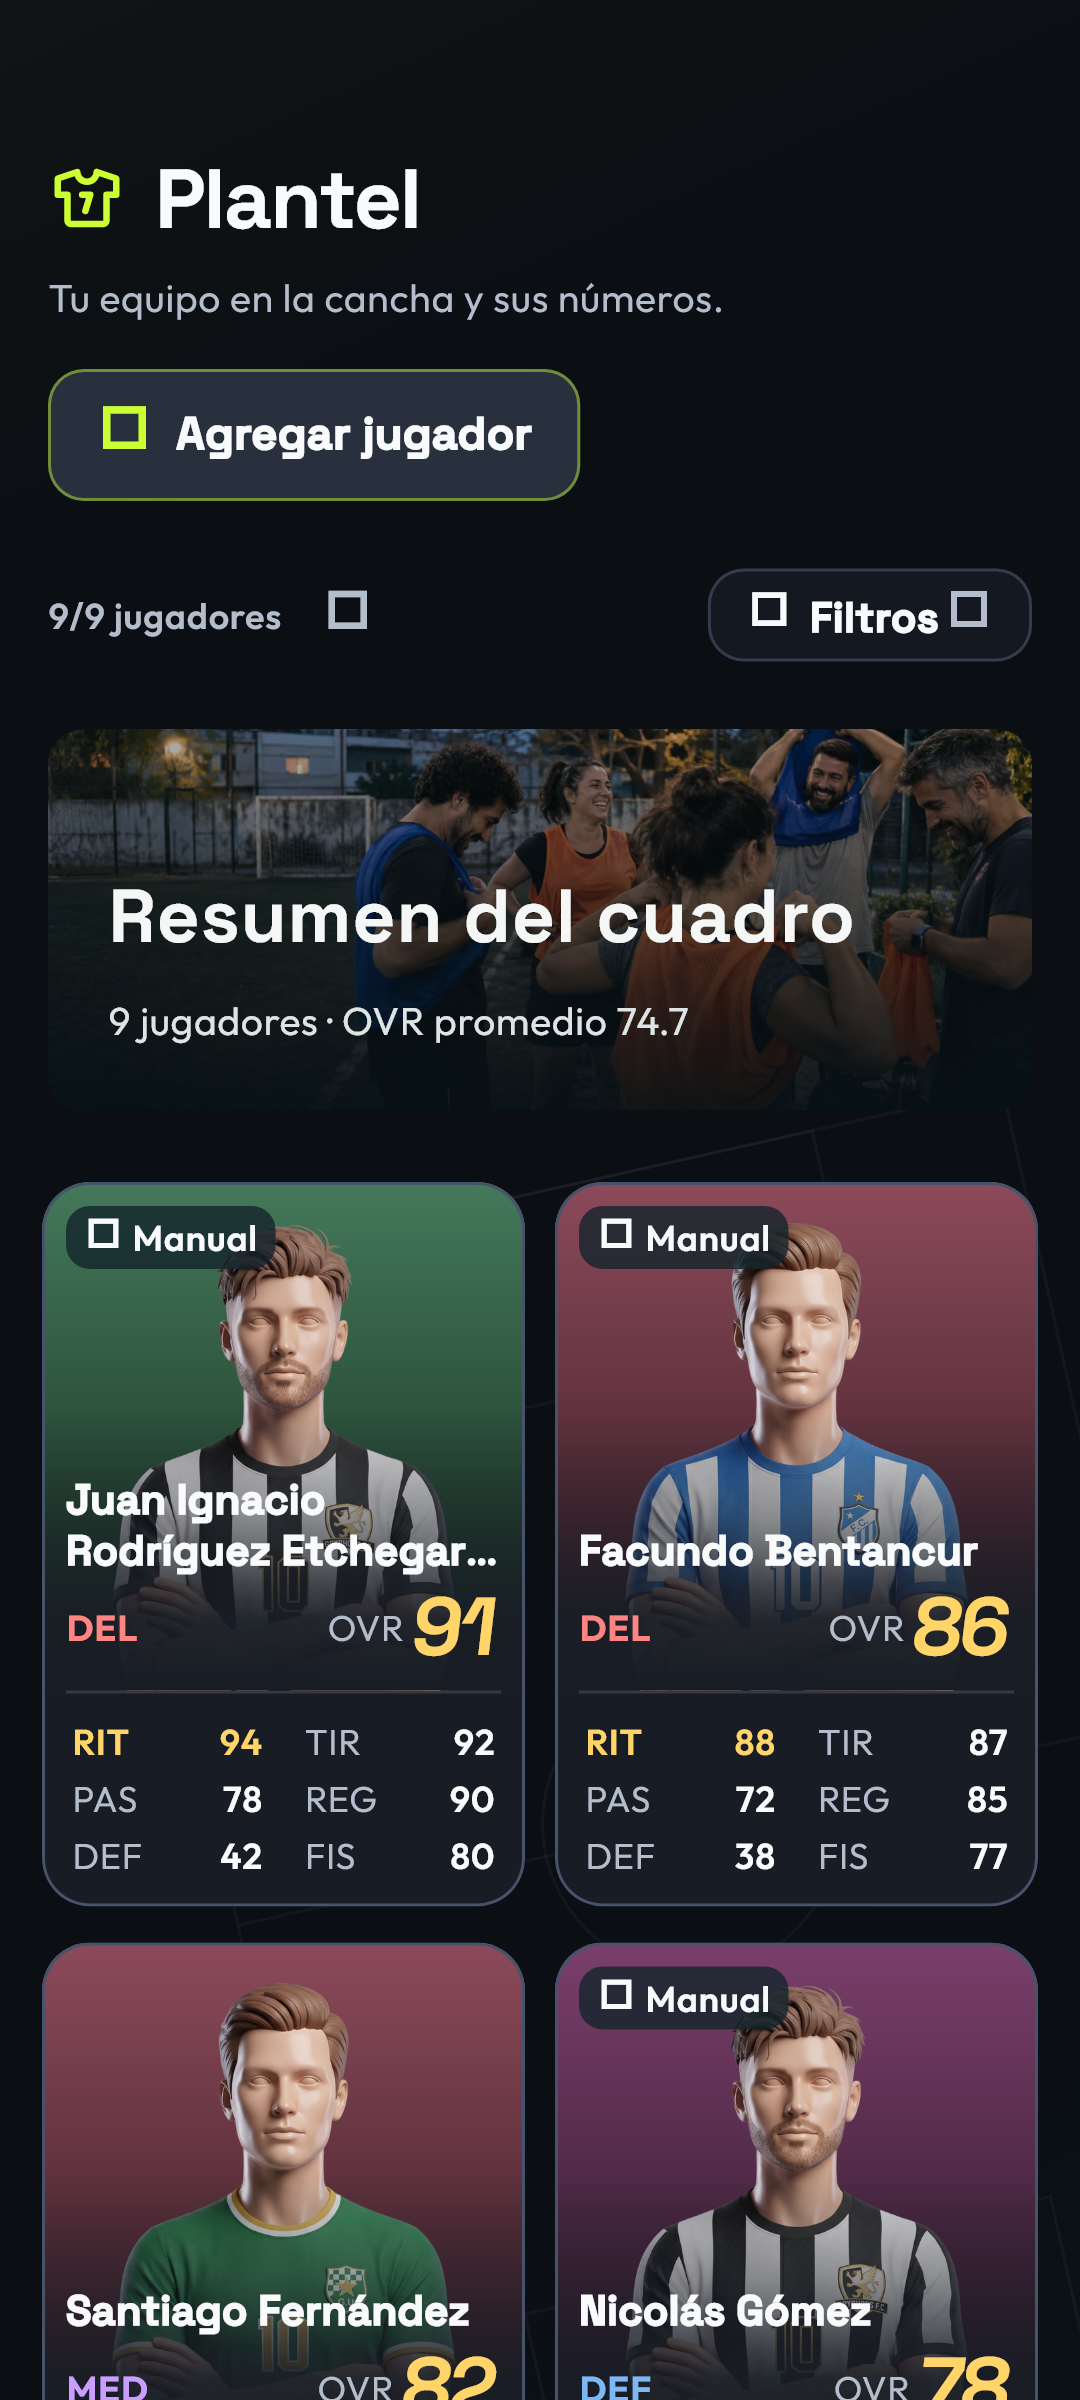 7
Plantel
Tu equipo en la cancha y sus números.
Agregar jugador
9/9 jugadores
Filtros
Resumen del cuadro
9 jugadores · OVR promedio 74.7
Manual
Juan Ignacio
Rodríguez Etchegar...
DEL OVR 91
RIT 94 TIR 92
PAS 78 REG 90
DEF 42 FIS 80
Manual
Facundo Bentancur
DEL OVR 86
RIT 88 TIR 87
PAS 72 REG 85
DEF 38 FIS 77
10
Santiago Fernández
MED OVR 82
Manual
Nicolás Gómez
DEF OVR 78